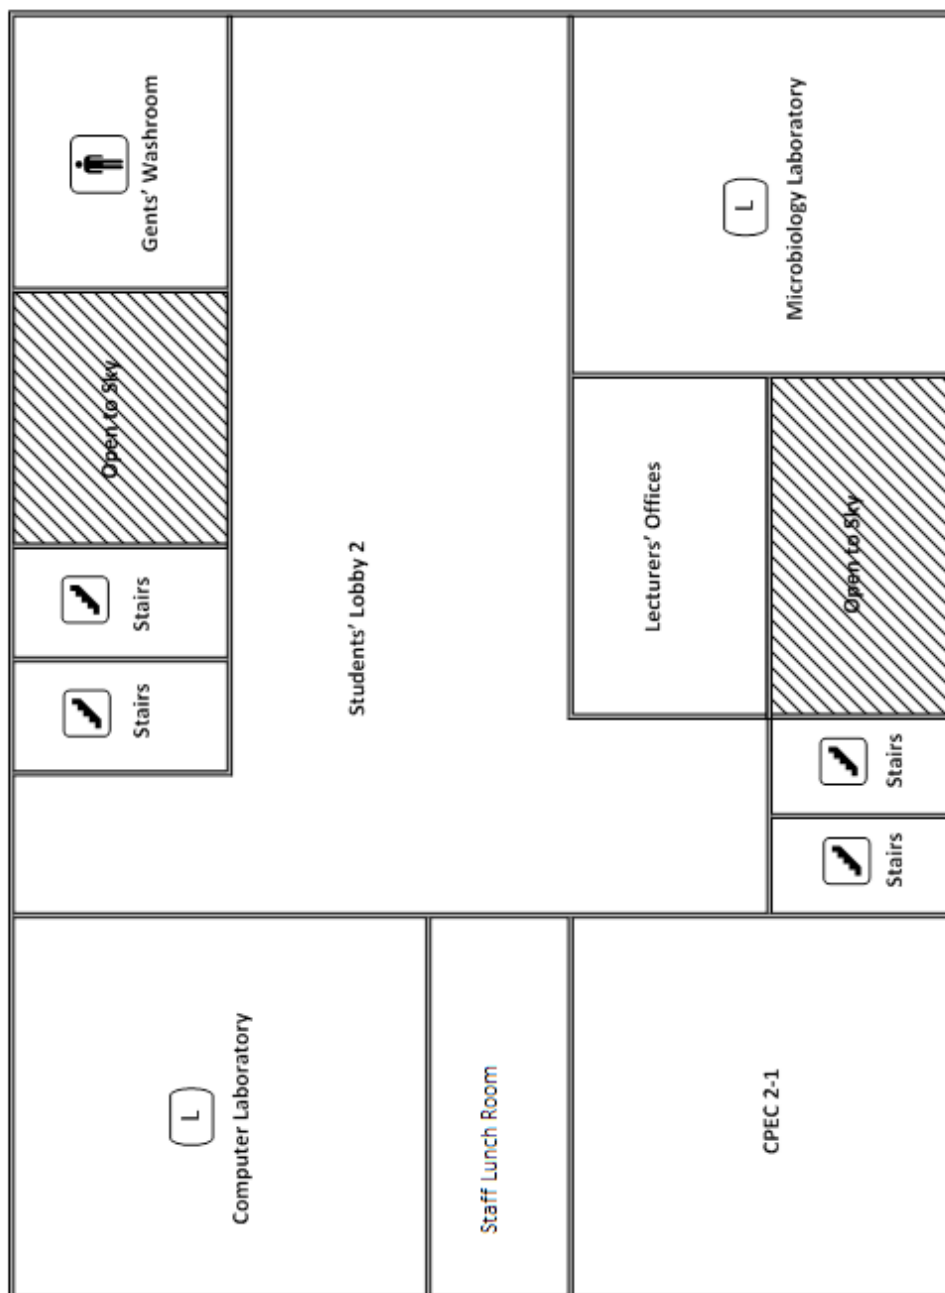 Gents' Washroom
Open to Sky
Stairs
Stairs
Students' Lobby 2
L
Microbiology Laboratory
Lecturers' Offices
Open to Sky
Stairs
Stairs
L
Computer Laboratory
Staff Lunch Room
CPEC 2-1